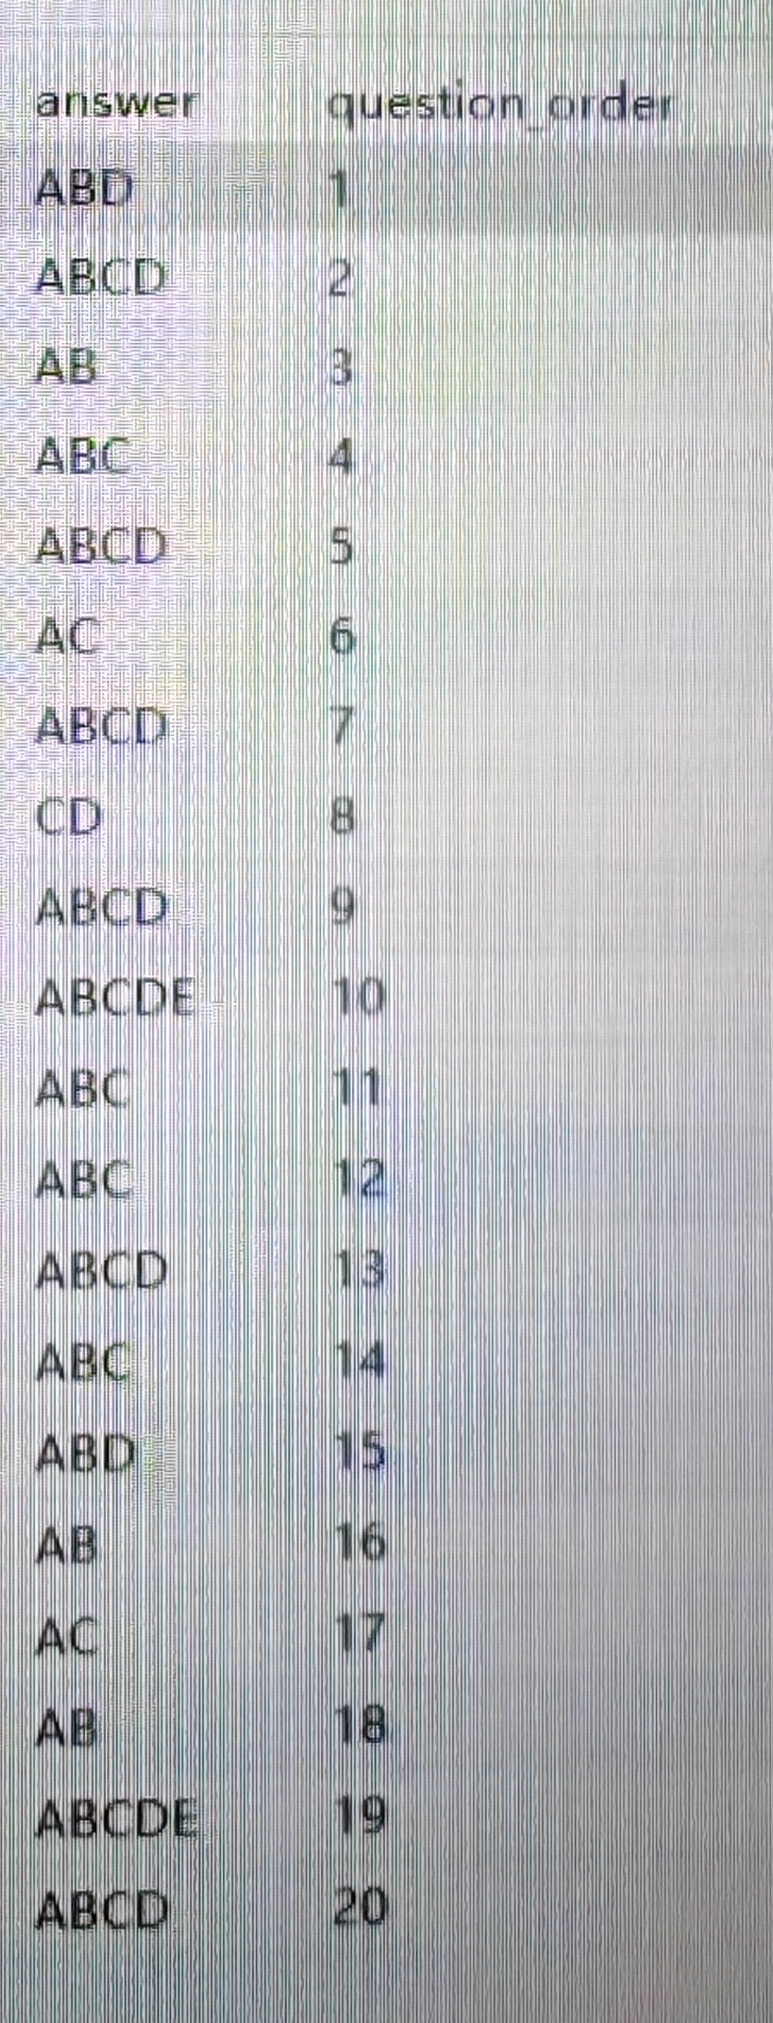 answer question_order
ABD 1
ABCD 2
AB 3
ABC 4
ABCD 5
AC 6
ABCD 7
CD 8
ABCD 9
ABCDE 10
ABC 11
ABC 12
ABCD 13
ABC 14
ABD 15
AB 16
AC 17
AB 18
ABCDE 19
ABCD 20